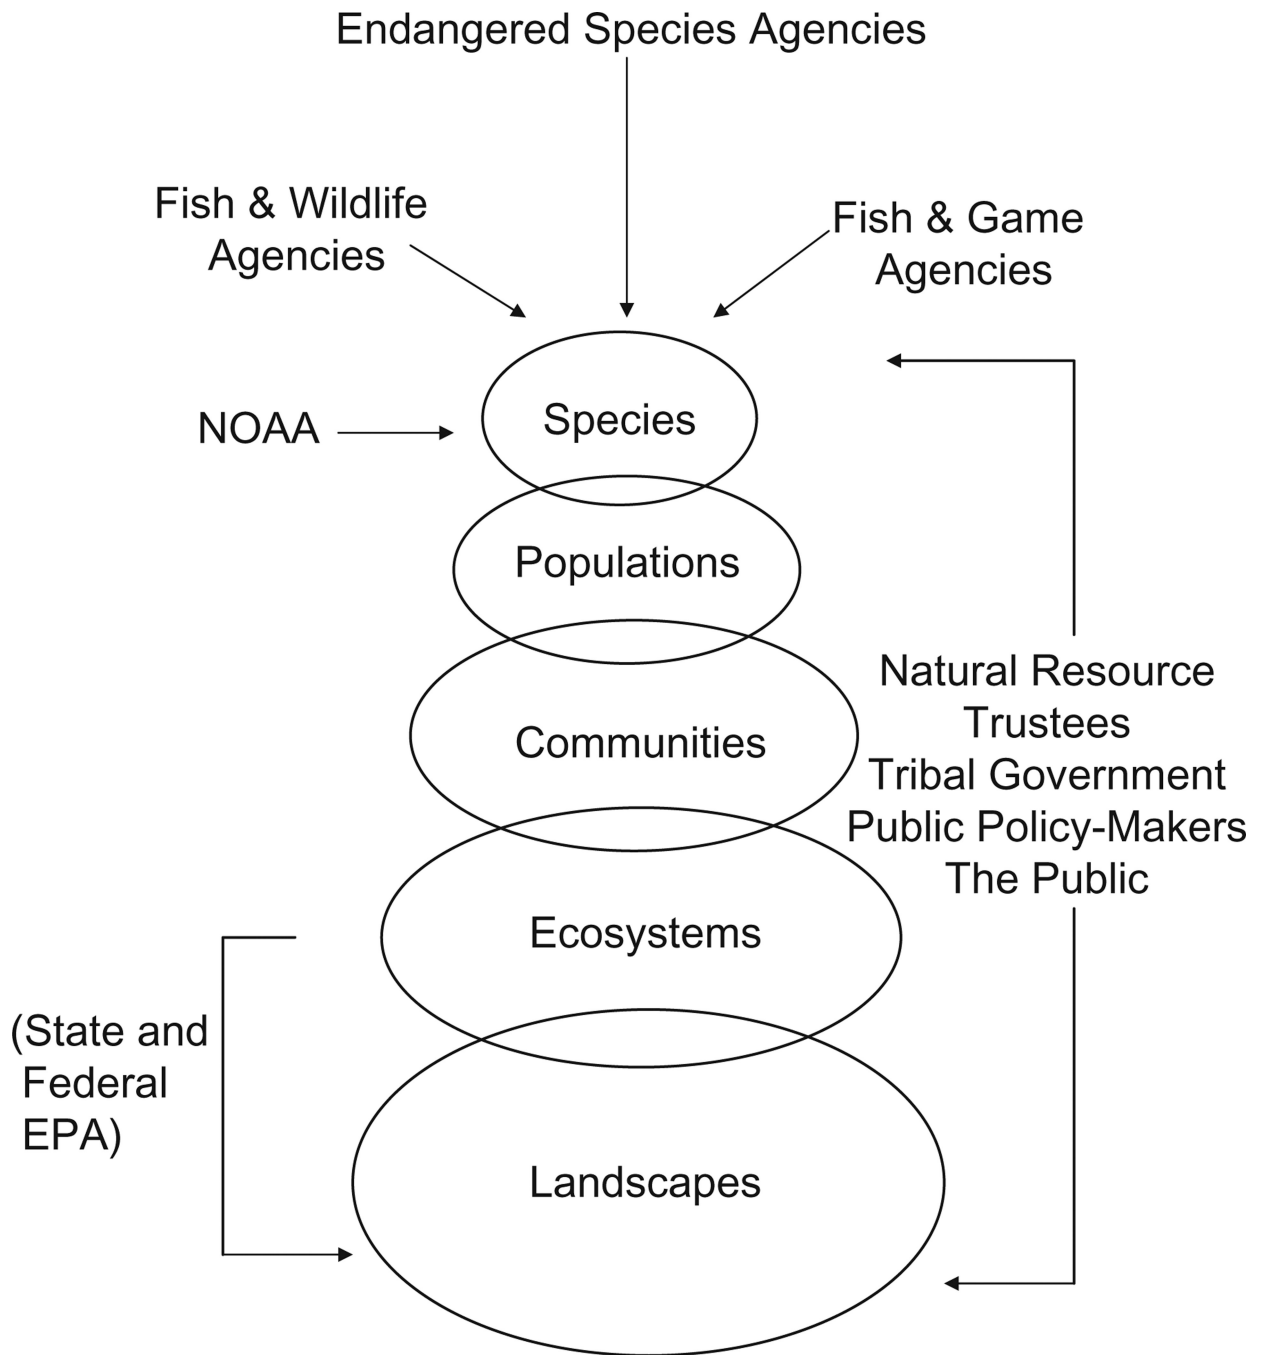 Endangered Species Agencies
Fish & Wildlife
Agencies
Fish & Game
Agencies
NOAA
Species
Populations
Communities
Natural Resource
Trustees
Tribal Government
Public Policy-Makers
The Public
Ecosystems
(State and
Federal
EPA)
Landscapes